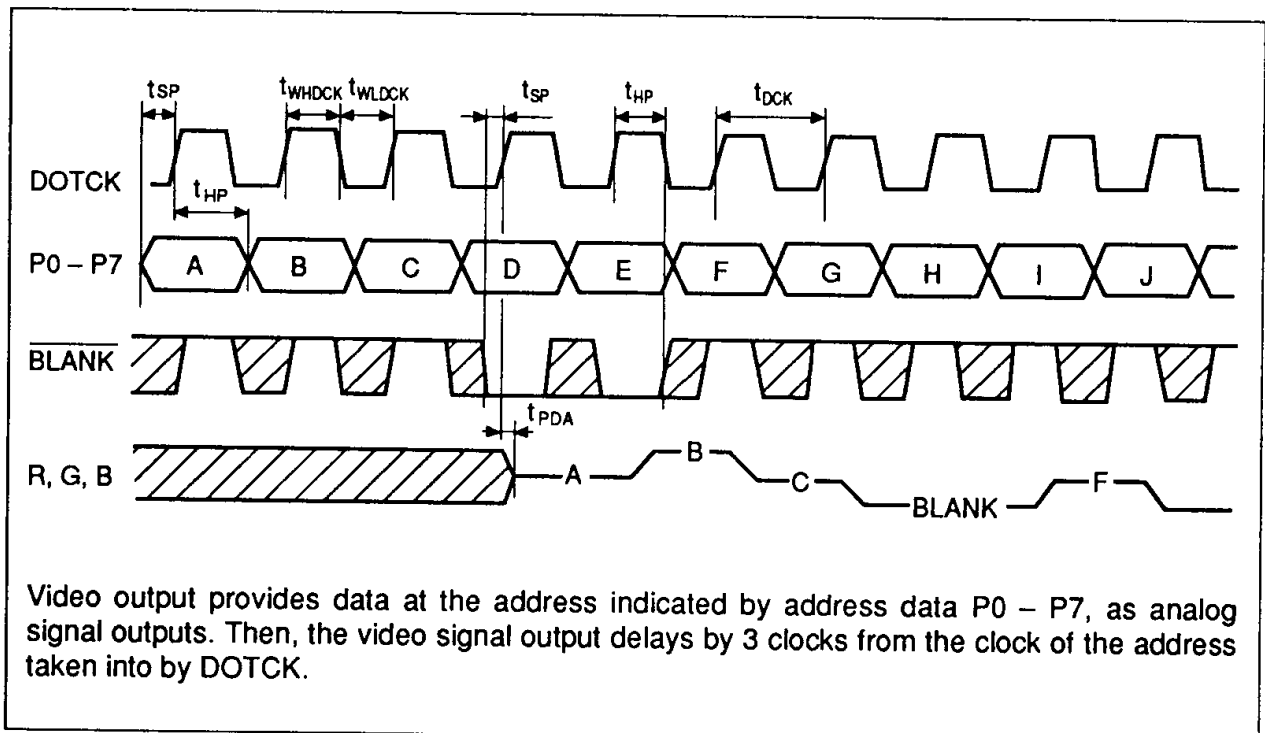 tSP tWHDCK tWLDCK tSP tHP tDCK
DOTCK
tHP
P0 – P7 A B C D E F G H I J
BLANK
tPDA
R, G, B A B C BLANK F
Video output provides data at the address indicated by address data P0 – P7, as analog
signal outputs. Then, the video signal output delays by 3 clocks from the clock of the address
taken into by DOTCK.